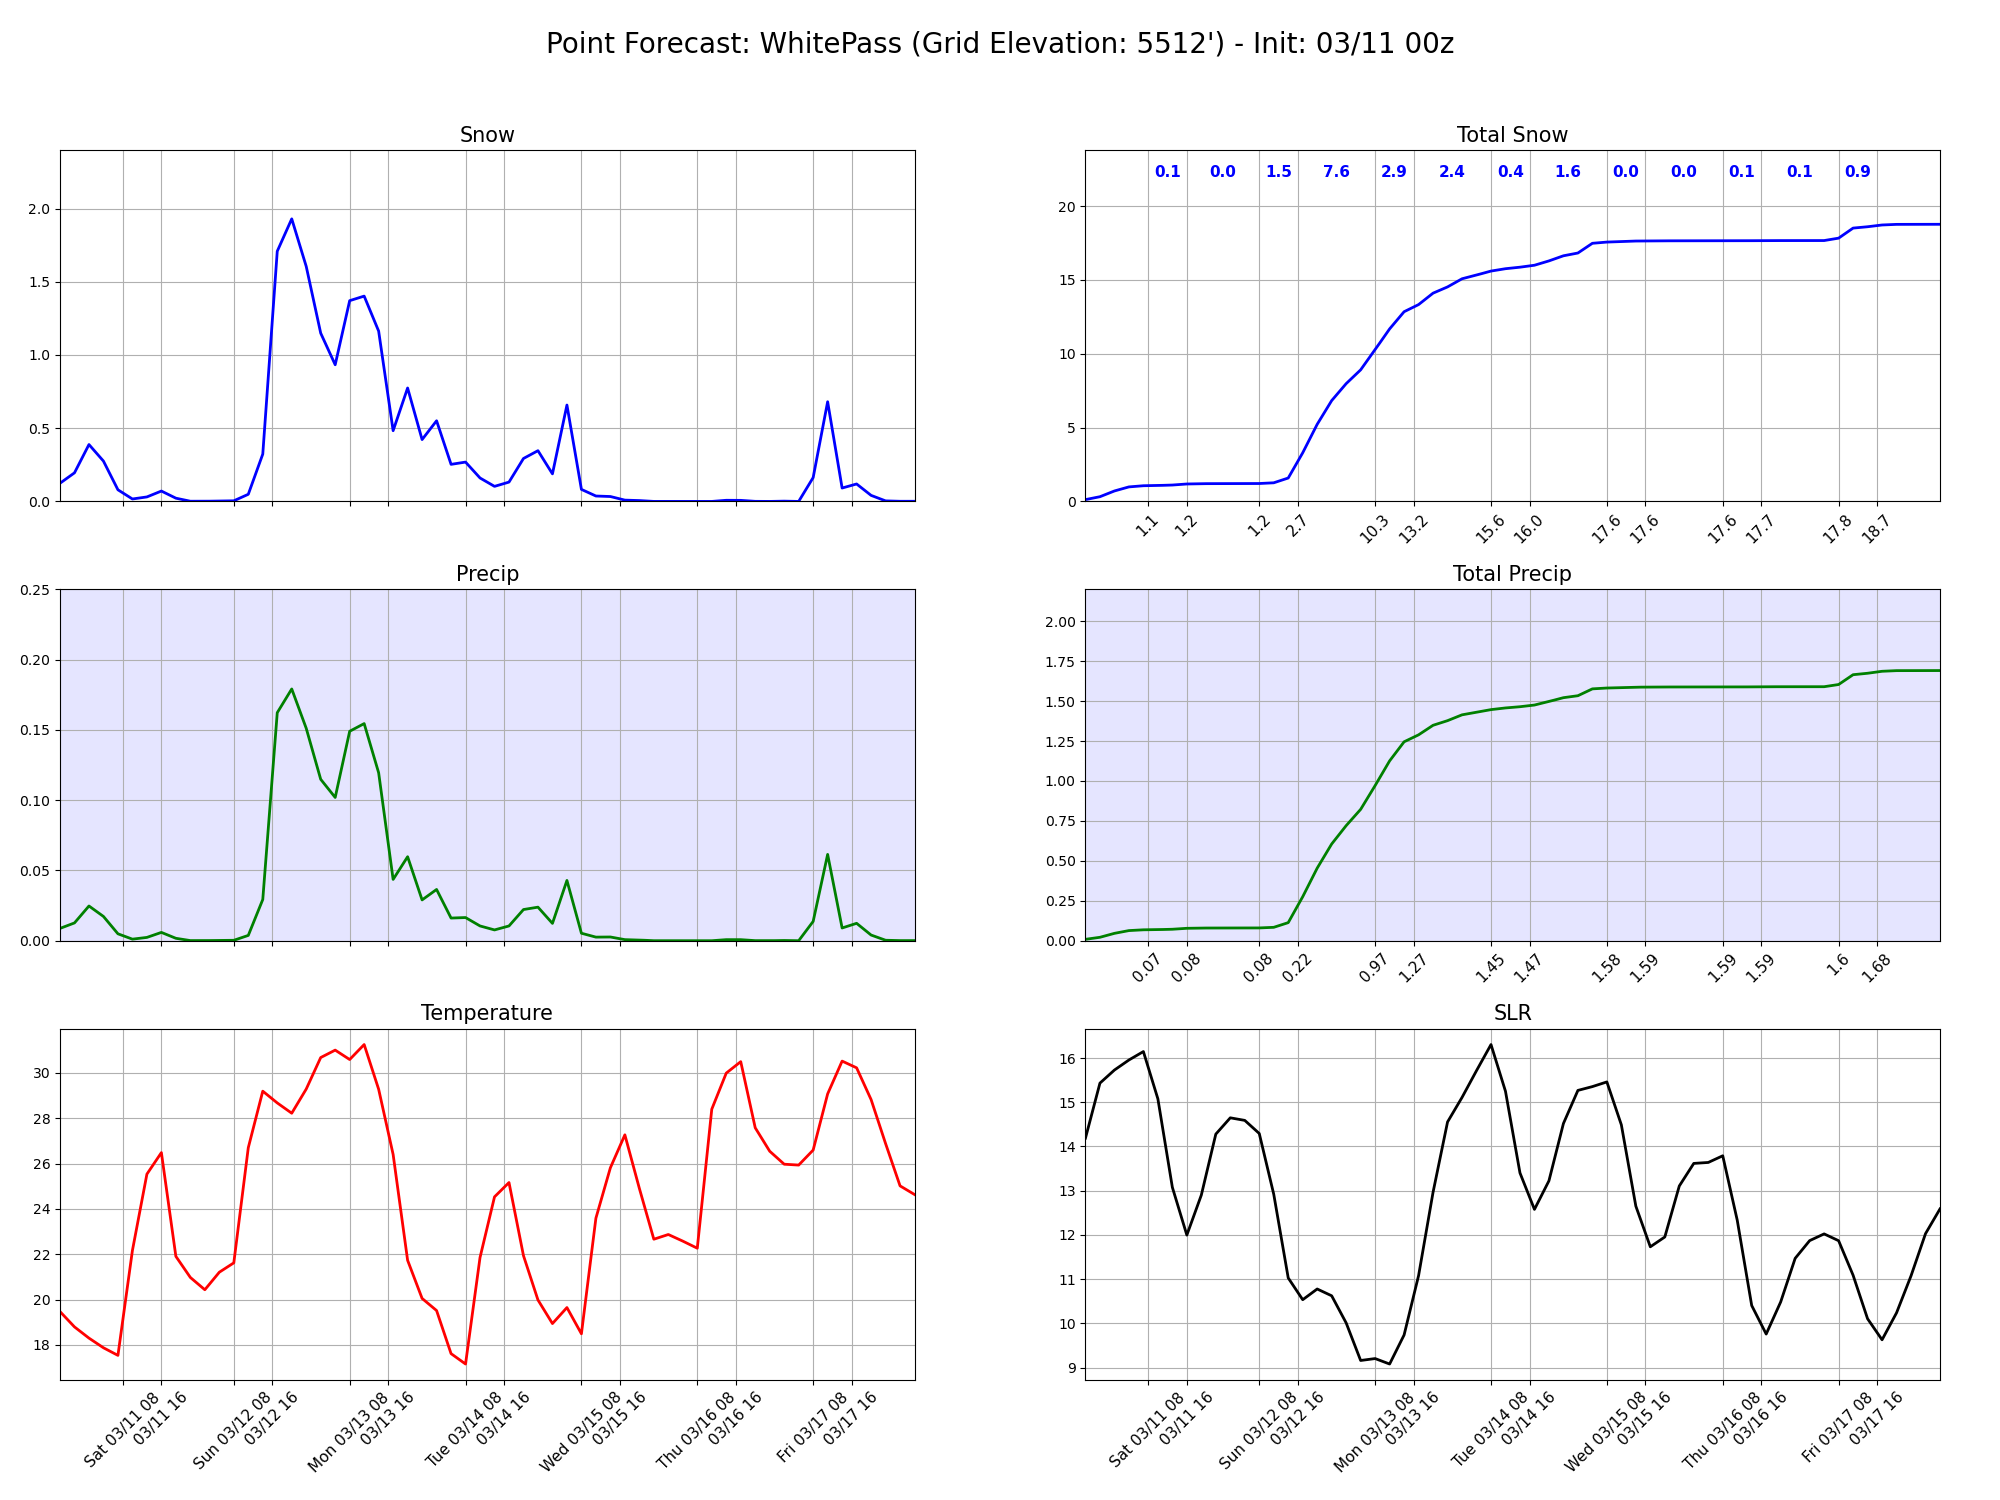 Point Forecast: WhitePass (Grid Elevation: 5512') - Init: 03/11 00z
Snow
2.0
1.5
1.0
0.5
0.0
Total Snow
0.1 0.0 1.5 7.6 2.9 2.4 0.4 1.6 0.0 0.0 0.1 0.1 0.9
20
15
10
5
0
1.1 1.2 1.2 2.7 10.3 13.2 15.6 16.0 17.6 17.6 17.6 17.7 17.8 18.7
Precip
0.25
0.20
0.15
0.10
0.05
0.00
Total Precip
2.00
1.75
1.50
1.25
1.00
0.75
0.50
0.25
0.00
0.07 0.08 0.08 0.22 0.97 1.27 1.45 1.47 1.58 1.59 1.59 1.59 1.6 1.68
Temperature
30
28
26
24
22
20
18
Sat 03/11 08
03/11 16
Sun 03/12 08
03/12 16
Mon 03/13 08
03/13 16
Tue 03/14 08
03/14 16
Wed 03/15 08
03/15 16
Thu 03/16 08
03/16 16
Fri 03/17 08
03/17 16
SLR
16
15
14
13
12
11
10
9
Sat 03/11 08
03/11 16
Sun 03/12 08
03/12 16
Mon 03/13 08
03/13 16
Tue 03/14 08
03/14 16
Wed 03/15 08
03/15 16
Thu 03/16 08
03/16 16
Fri 03/17 08
03/17 16